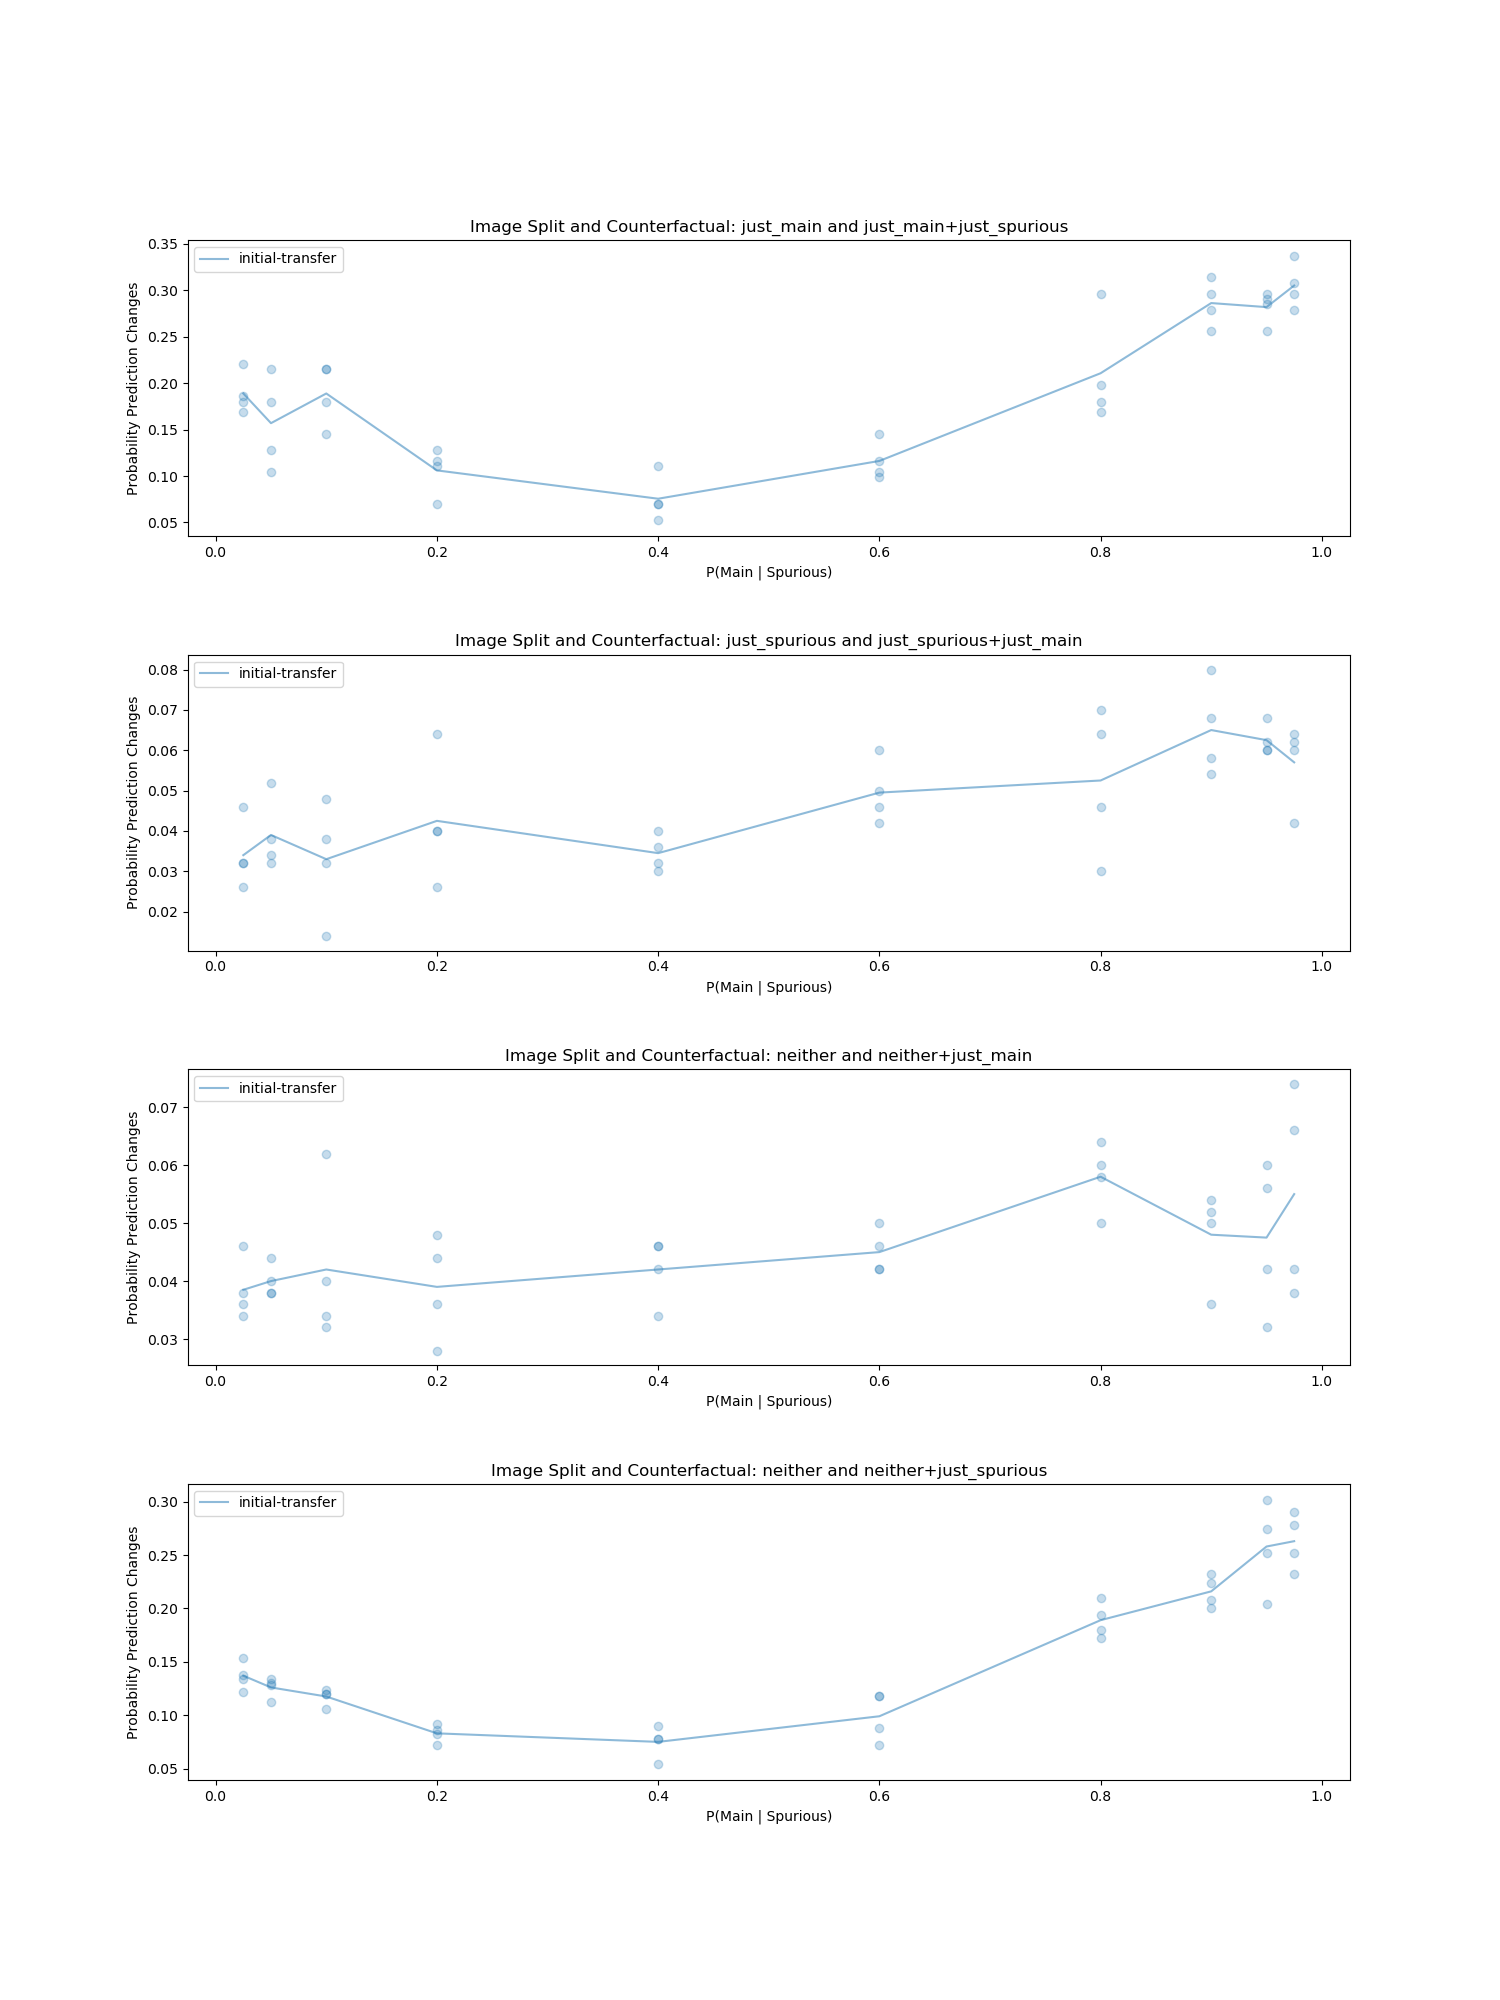 Image Split and Counterfactual: just_main and just_main+just_spurious
initial-transfer
Probability Prediction Changes
0.35
0.30
0.25
0.20
0.15
0.10
0.05
0.0 0.2 0.4 0.6 0.8 1.0
P(Main | Spurious)
Image Split and Counterfactual: just_spurious and just_spurious+just_main
initial-transfer
Probability Prediction Changes
0.08
0.07
0.06
0.05
0.04
0.03
0.02
0.0 0.2 0.4 0.6 0.8 1.0
P(Main | Spurious)
Image Split and Counterfactual: neither and neither+just_main
initial-transfer
Probability Prediction Changes
0.07
0.06
0.05
0.04
0.03
0.0 0.2 0.4 0.6 0.8 1.0
P(Main | Spurious)
Image Split and Counterfactual: neither and neither+just_spurious
initial-transfer
Probability Prediction Changes
0.30
0.25
0.20
0.15
0.10
0.05
0.0 0.2 0.4 0.6 0.8 1.0
P(Main | Spurious)